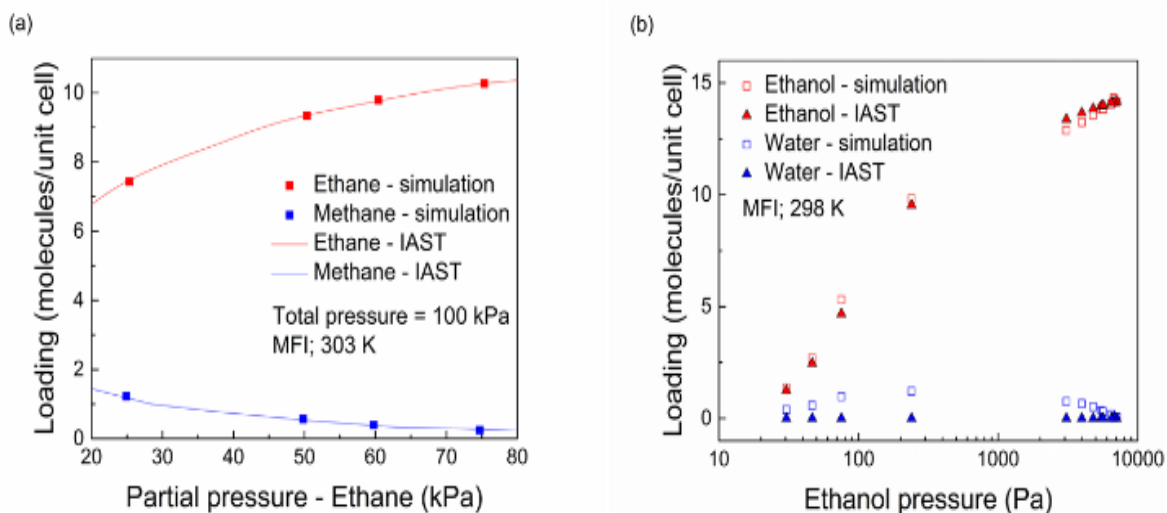 (a)
Loading (molecules/unit cell)
10
8
6
4
2
0
Ethane - simulation
Methane - simulation
Ethane - IAST
Methane - IAST
Total pressure = 100 kPa
MFI; 303 K
20 30 40 50 60 70 80
Partial pressure - Ethane (kPa)
(b)
Loading (molecules/unit cell)
15
10
5
0
Ethanol - simulation
Ethanol - IAST
Water - simulation
Water - IAST
MFI; 298 K
10 100 1000 10000
Ethanol pressure (Pa)